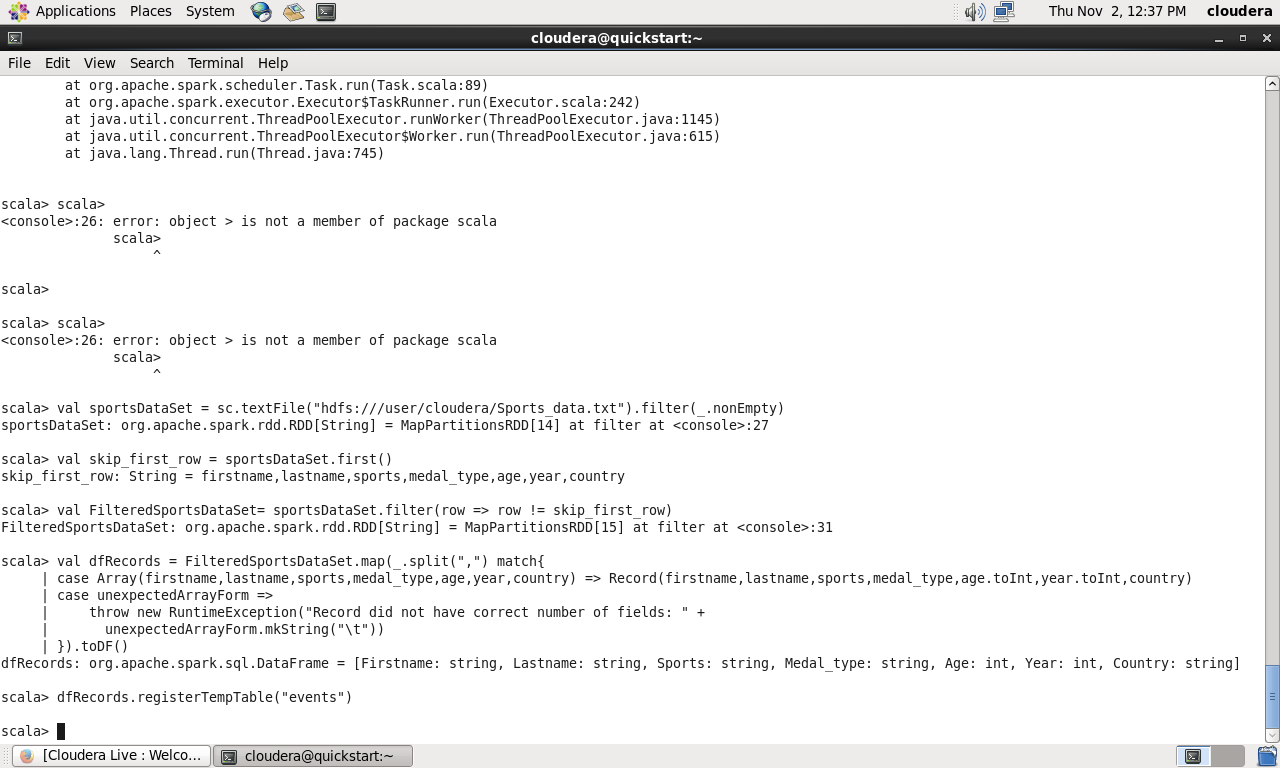 Applications Places System Thu Nov 2, 12:37 PM cloudera
cloudera@quickstart:~
File Edit View Search Terminal Help
        at org.apache.spark.scheduler.Task.run(Task.scala:89)
        at org.apache.spark.executor.Executor$TaskRunner.run(Executor.scala:242)
        at java.util.concurrent.ThreadPoolExecutor.runWorker(ThreadPoolExecutor.java:1145)
        at java.util.concurrent.ThreadPoolExecutor$Worker.run(ThreadPoolExecutor.java:615)
        at java.lang.Thread.run(Thread.java:745)
scala> scala>
<console>:26: error: object > is not a member of package scala
              scala>
                   ^
scala>
scala> scala>
<console>:26: error: object > is not a member of package scala
              scala>
                   ^
scala> val sportsDataSet = sc.textFile("hdfs:///user/cloudera/Sports_data.txt").filter(_.nonEmpty)
sportsDataSet: org.apache.spark.rdd.RDD[String] = MapPartitionsRDD[14] at filter at <console>:27
scala> val skip_first_row = sportsDataSet.first()
skip_first_row: String = firstname,lastname,sports,medal_type,age,year,country
scala> val FilteredSportsDataSet= sportsDataSet.filter(row => row != skip_first_row)
FilteredSportsDataSet: org.apache.spark.rdd.RDD[String] = MapPartitionsRDD[15] at filter at <console>:31
scala> val dfRecords = FilteredSportsDataSet.map(_.split(",") match{
     | case Array(firstname,lastname,sports,medal_type,age,year,country) => Record(firstname,lastname,sports,medal_type,age.toInt,year.toInt,country)
     | case unexpectedArrayForm =>
     |     throw new RuntimeException("Record did not have correct number of fields: " +
     |       unexpectedArrayForm.mkString("\t"))
     | }).toDF()
dfRecords: org.apache.spark.sql.DataFrame = [Firstname: string, Lastname: string, Sports: string, Medal_type: string, Age: int, Year: int, Country: string]
scala> dfRecords.registerTempTable("events")
scala>
[Cloudera Live : Welco... cloudera@quickstart:~